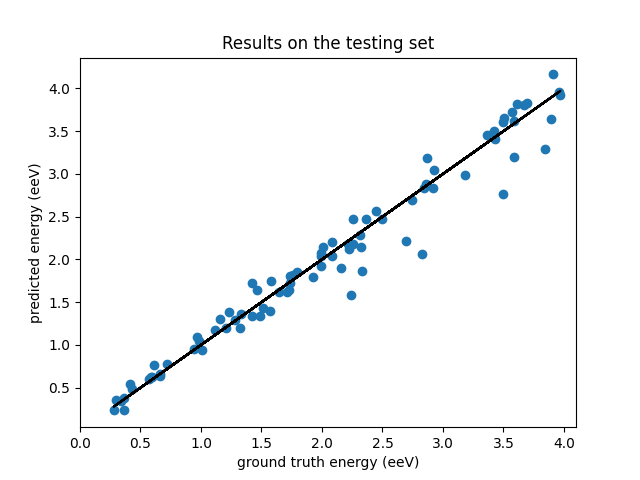 Results on the testing set
predicted energy (eeV)
4.0
3.5
3.0
2.5
2.0
1.5
1.0
0.5
0.0 0.5 1.0 1.5 2.0 2.5 3.0 3.5 4.0
ground truth energy (eeV)